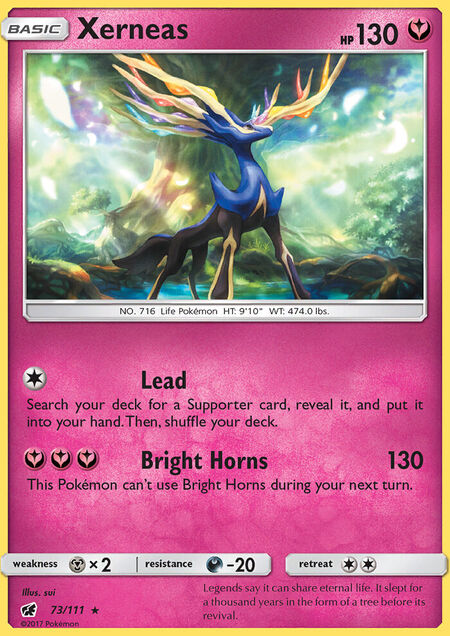 BASIC Xerneas HP 130
NO. 716 Life Pokémon HT: 9'10" WT: 474.0 lbs.
Lead
Search your deck for a Supporter card, reveal it, and put it
into your hand. Then, shuffle your deck.
Bright Horns 130
This Pokémon can't use Bright Horns during your next turn.
weakness ×2 resistance -20 retreat
Illus. sui
73/111 ★
©2017 Pokémon
Legends say it can share eternal life. It slept for
a thousand years in the form of a tree before its
revival.